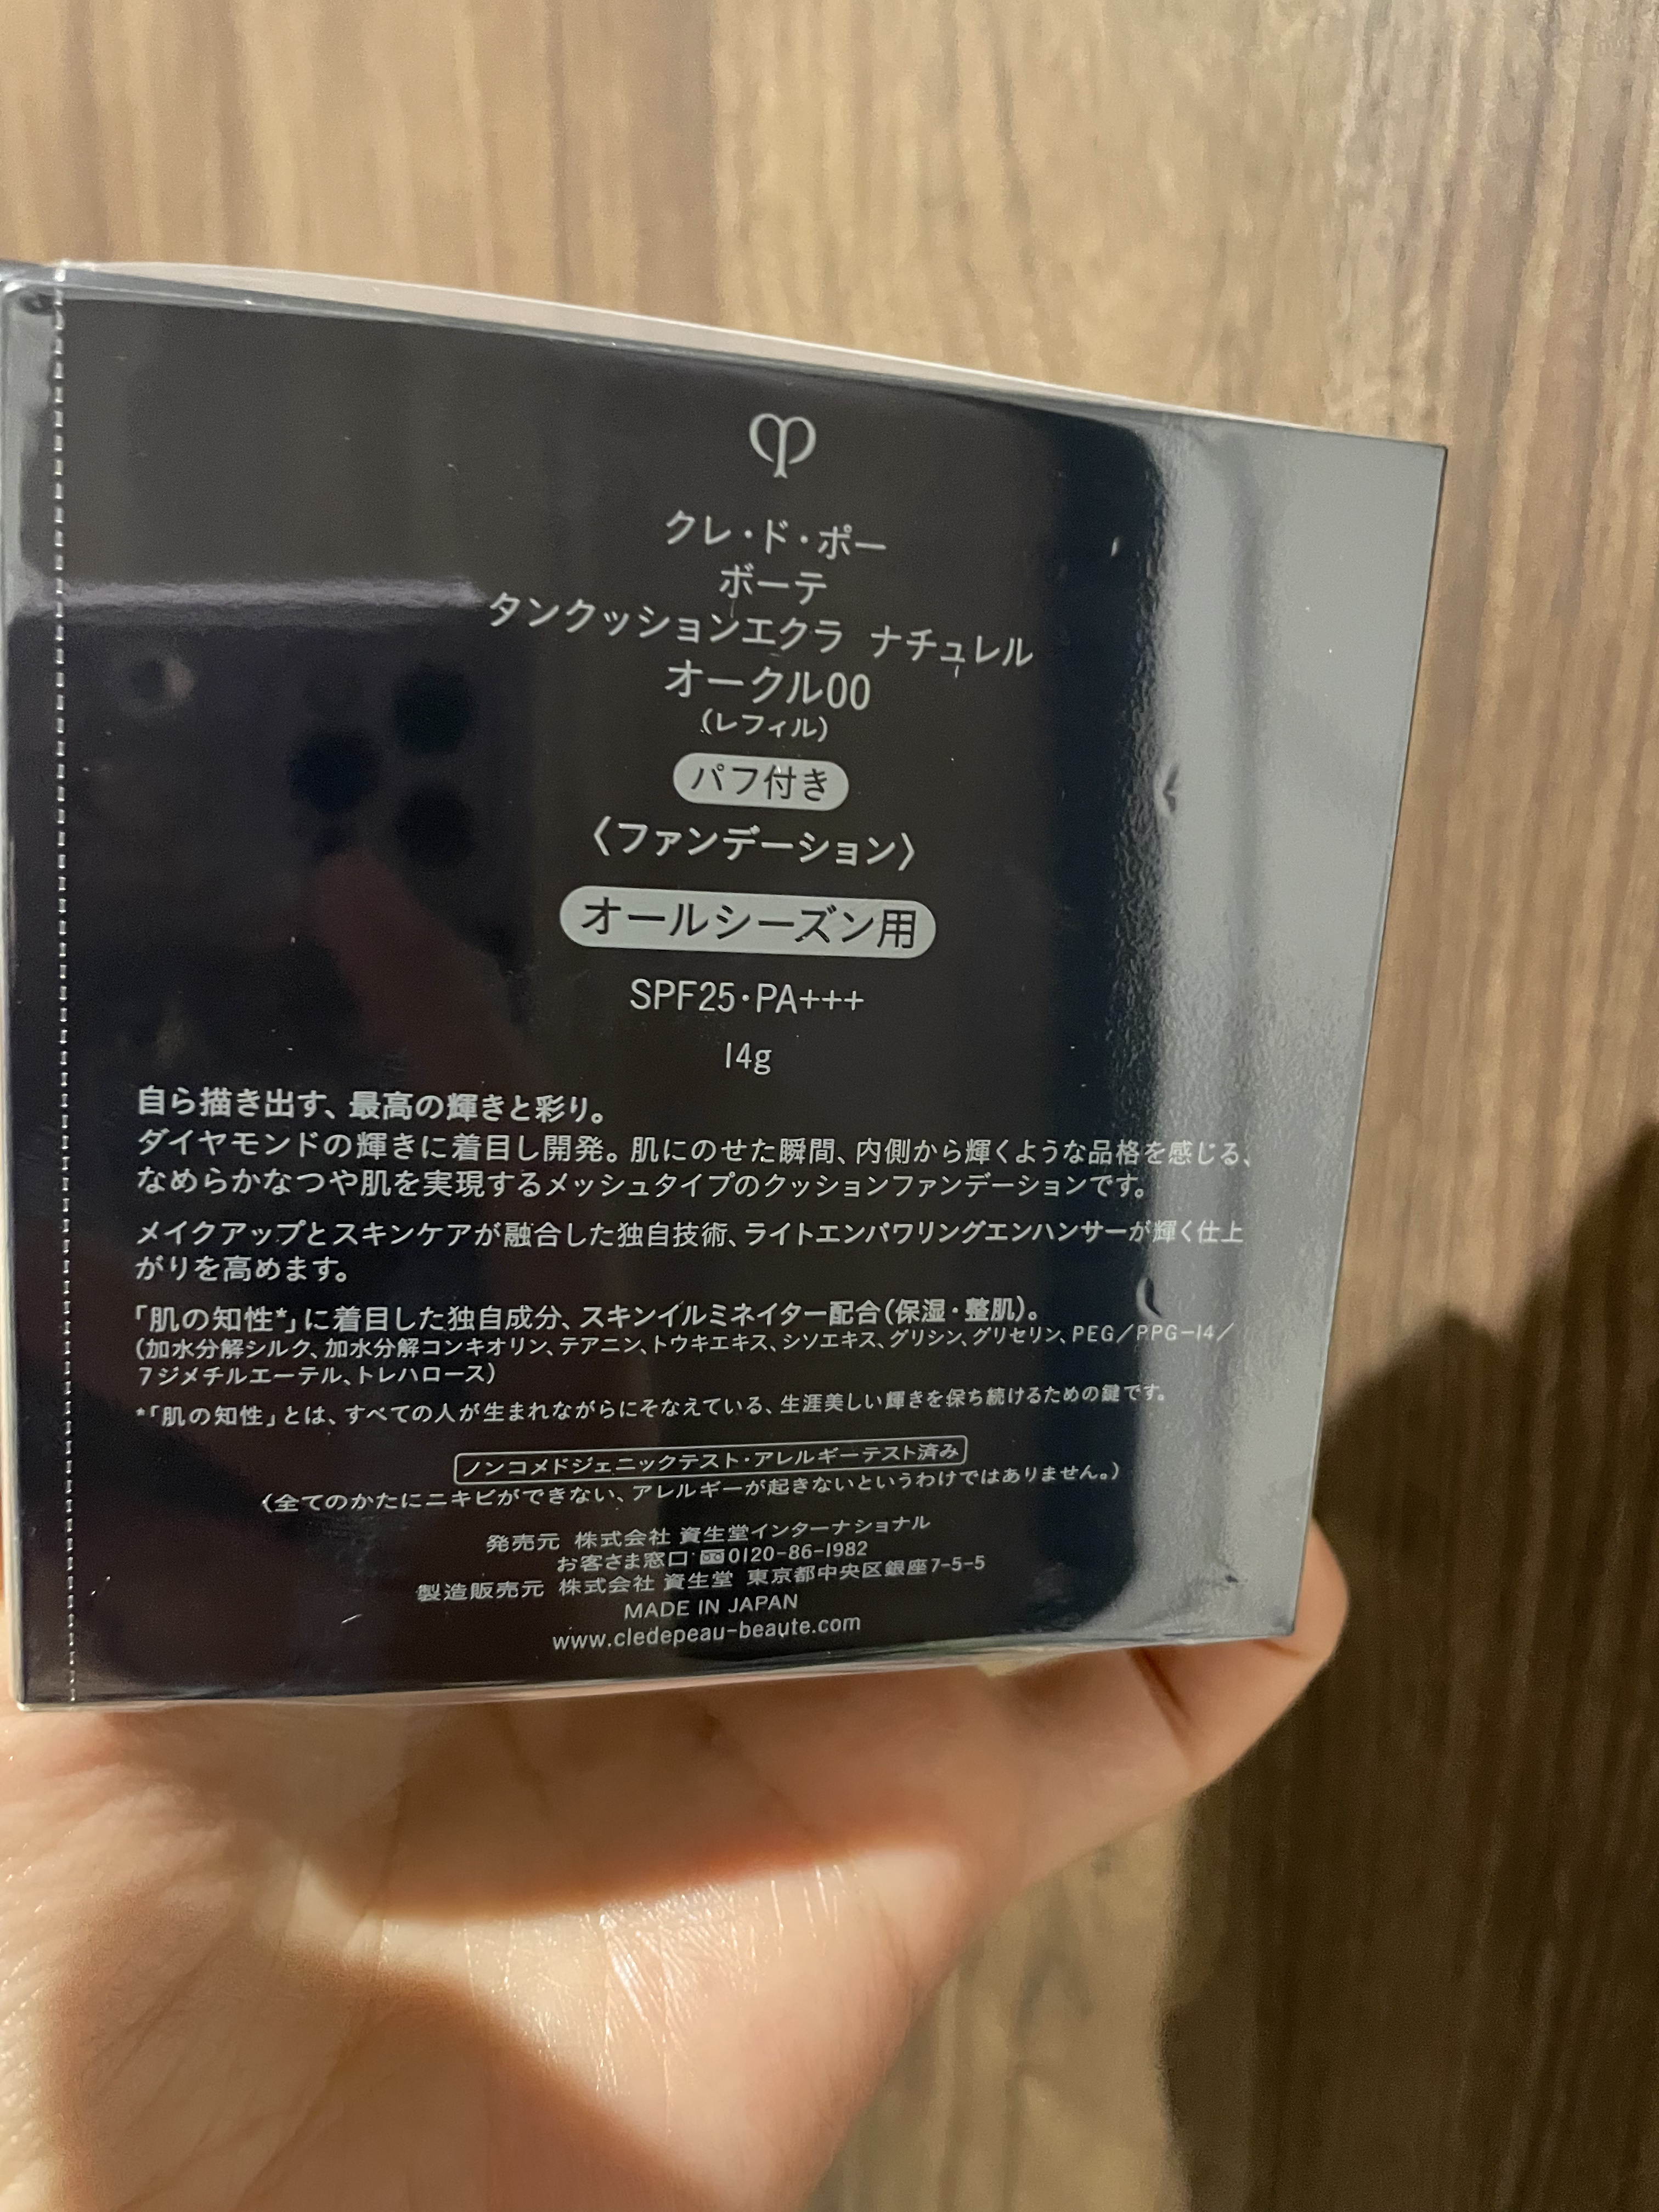 クレ・ド・ポー
ボーテ
タンクッションエクラ ナチュレル
オークル00
(レフィル)
パフ付き
〈ファンデーション〉
オールシーズン用
SPF25・PA+++
14g
自ら描き出す、最高の輝きと彩り。
ダイヤモンドの輝きに着目し開発。肌にのせた瞬間、内側から輝くような品格を感じる、
なめらかなつや肌を実現するメッシュタイプのクッションファンデーションです。
メイクアップとスキンケアが融合した独自技術、ライトエンパワリングエンハンサーが輝く仕上
がりを高めます。
「肌の知性*」に着目した独自成分、スキンイルミネイター配合(保湿・整肌)。
(加水分解シルク、加水分解コンキオリン、テアニン、トウキエキス、シソエキス、グリシン、グリセリン、PEG/PPG-14/
7ジメチルエーテル、トレハロース)
*「肌の知性」とは、すべての人が生まれながらにそなえている、生涯美しい輝きを保ち続けるための鍵です。
ノンコメドジェニックテスト・アレルギーテスト済み
(全てのかたにニキビができない、アレルギーが起きないというわけではありません。)
発売元 株式会社 資生堂インターナショナル
お客さま窓口 0120-86-1982
製造販売元 株式会社 資生堂 東京都中央区銀座7-5-5
MADE IN JAPAN
www.cledepeau-beaute.com